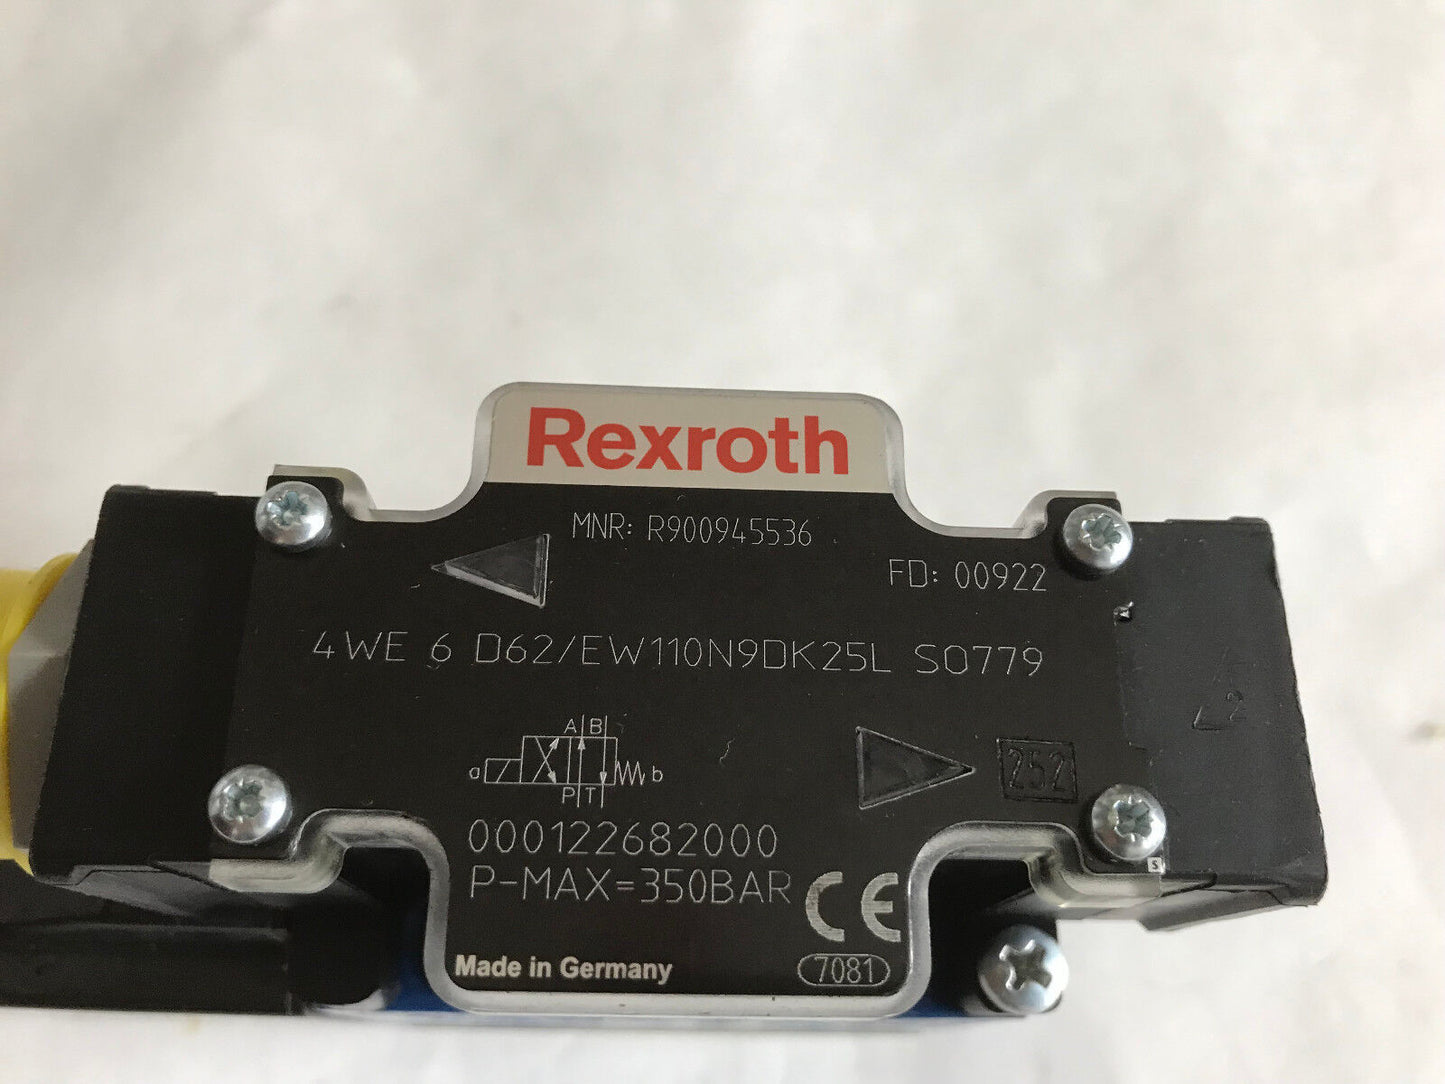 Rexroth
MNR: R900945536
FD: 00922
4WE 6 D62/EW110N9DK25L SO779
A B
a b
P T
252
2
000122682000
P-MAX=350BAR
CE
S
Made in Germany
7081